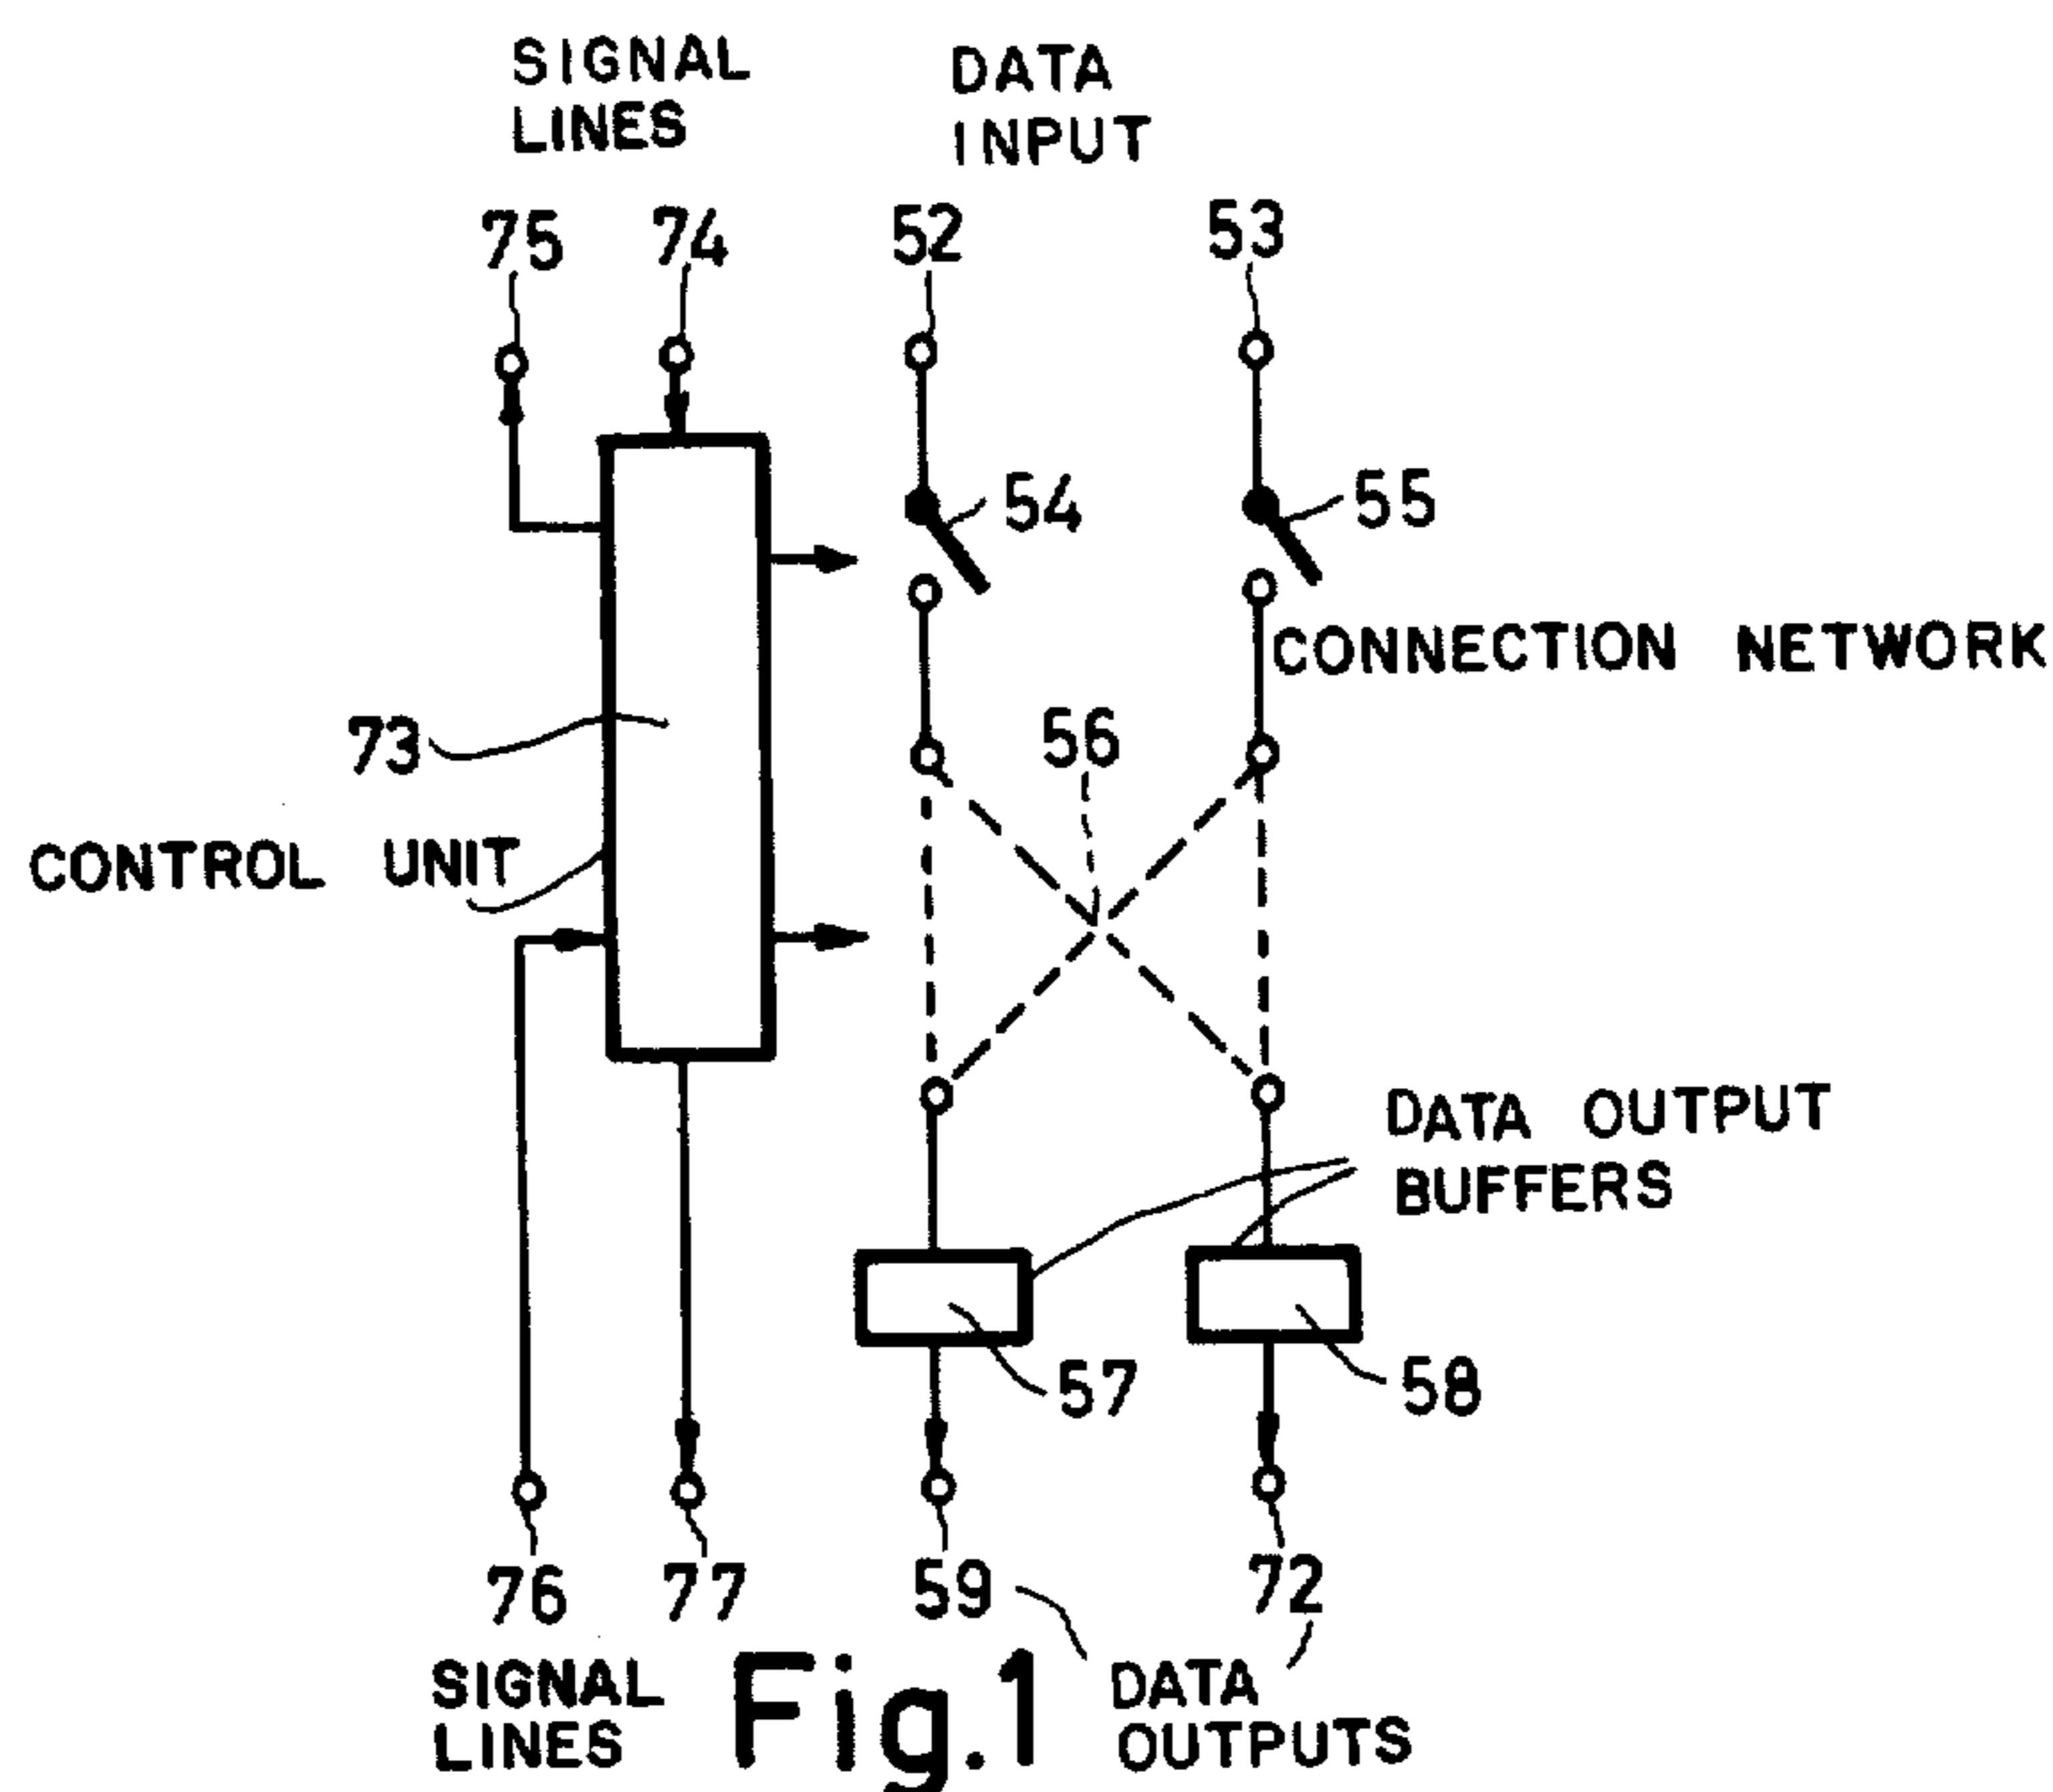 SIGNAL
LINES
DATA
INPUT
75
74
52
53
54
55
CONNECTION NETWORK
56
73
CONTROL UNIT
DATA OUTPUT
BUFFERS
57
58
76
77
59
72
SIGNAL
LINES
Fig.1
DATA
OUTPUTS